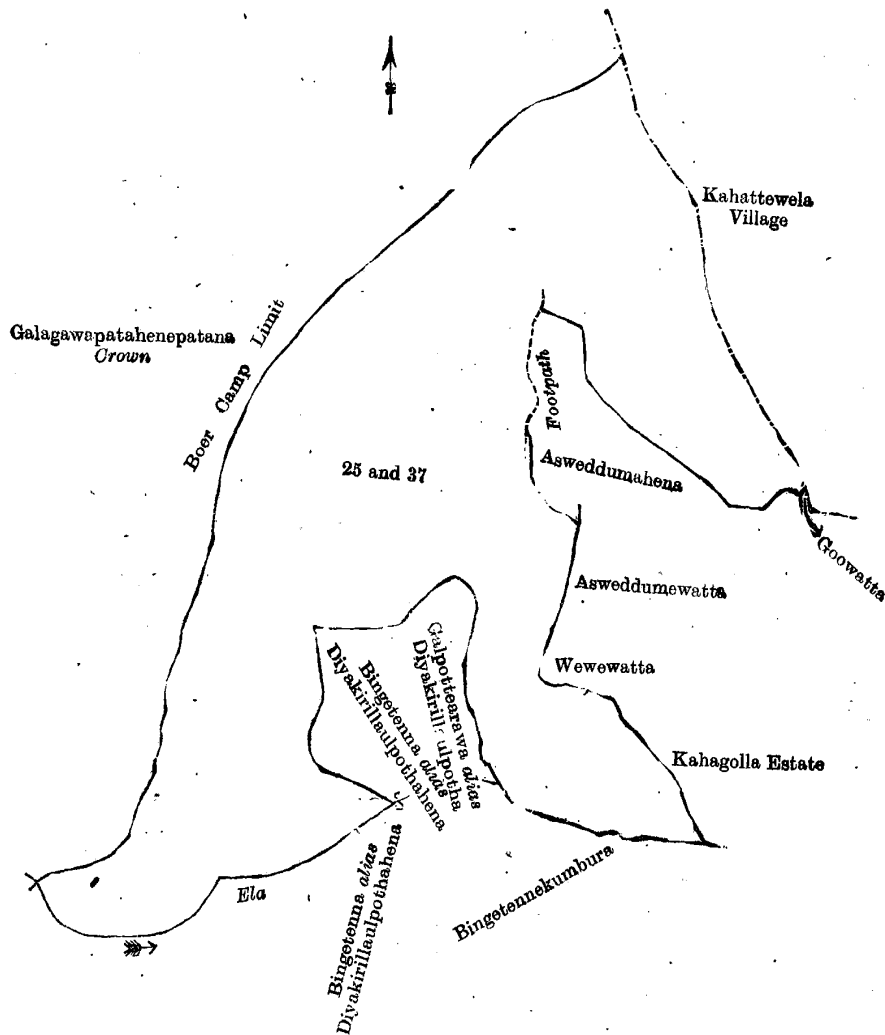 Kahattewela
Village
Galagawapatahenepatana
Crown
Boer Camp Limit
Footpath
25 and 37
Asweddumahena
Goowatta
Asweddumewatta
Galpottearawa alias
Diyakirillaulpotha
Bingetenna alias
Diyakirillaulpothahena
Wewewatta
Kahagolla Estate
Bingetenna alias
Diyakirillaulpothahena
Bingetennekumbura
Ela